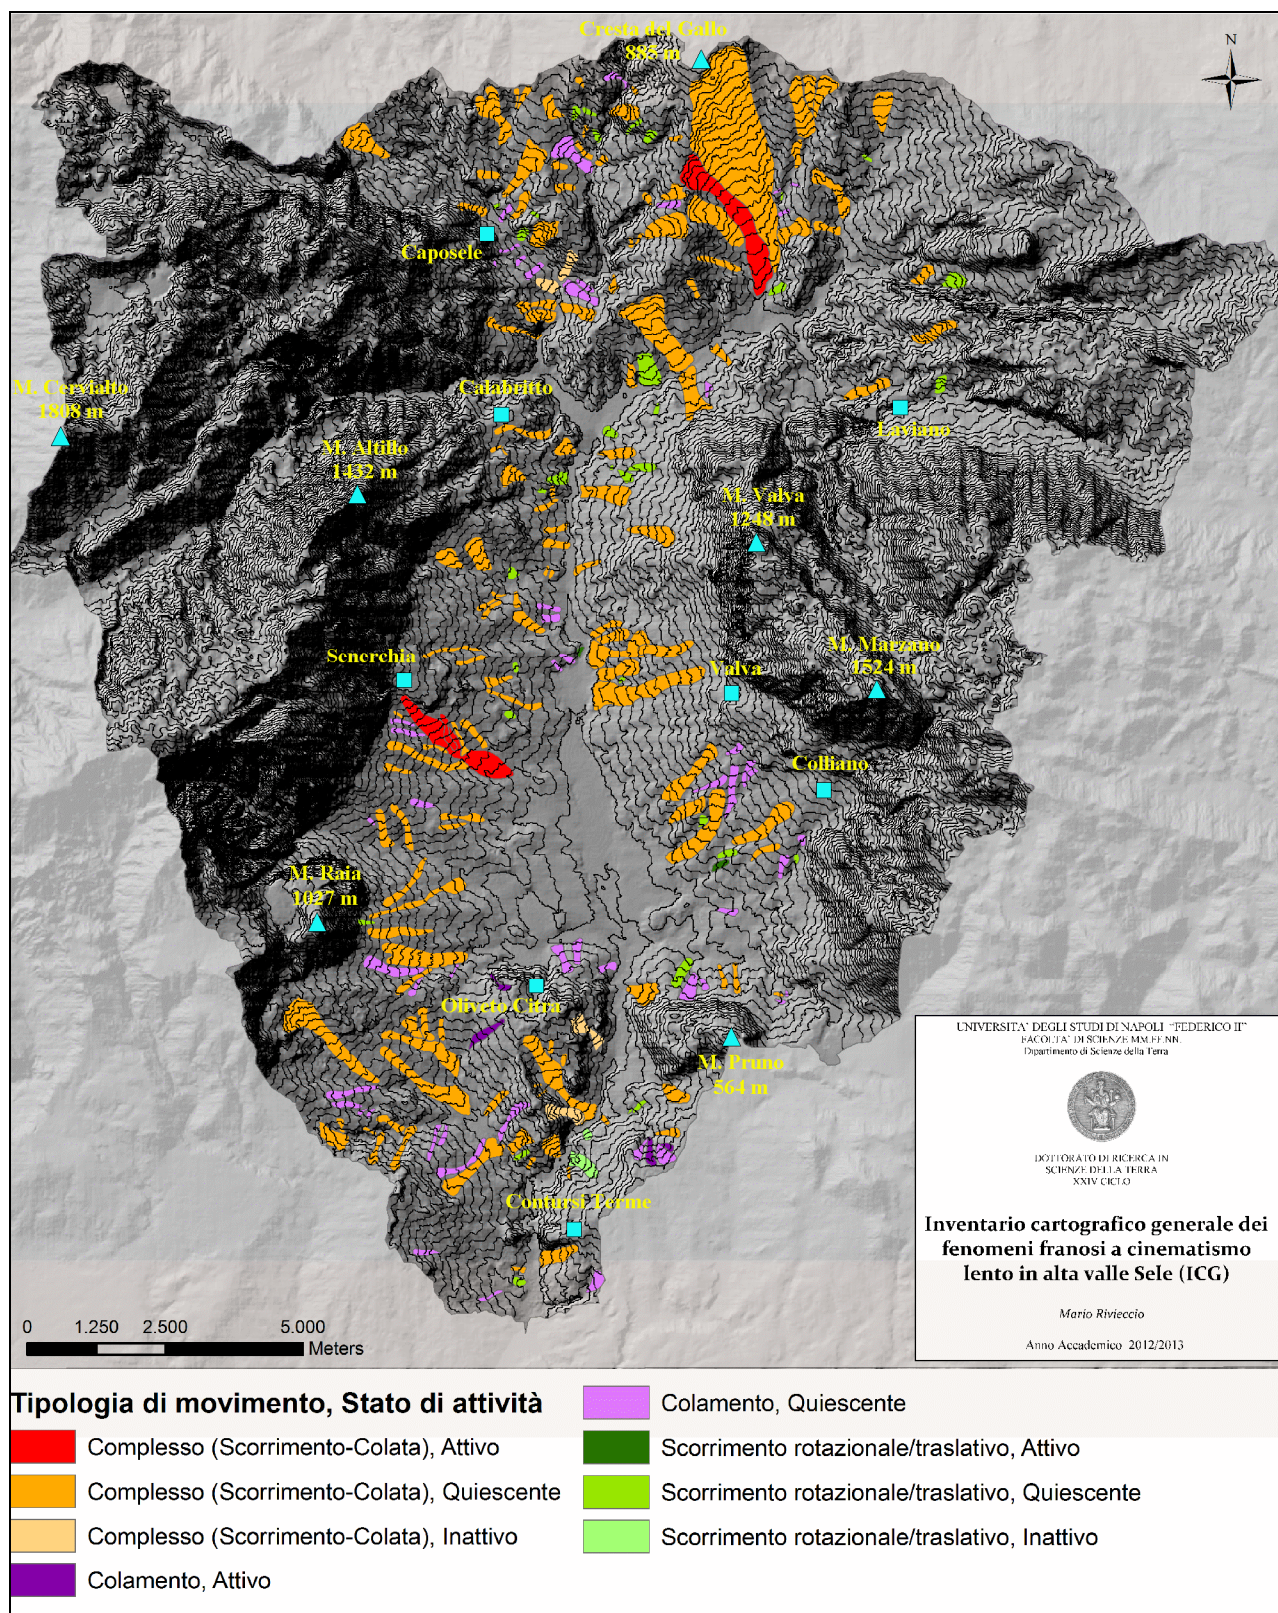 Cresta del Gallo
885 m
N
Caposele
M. Cervialto
1808 m
Calabritto
M. Altillo
1432 m
Laviano
M. Valva
1248 m
Senerchia
M. Marzano
1524 m
Valva
Colliano
M. Raia
1027 m
Oliveto Citra
M. Pruno
564 m
Contursi Terme
UNIVERSITA' DEGLI STUDI DI NAPOLI "FEDERICO II"
FACOLTA' DI SCIENZE MM.FF.NN.
Dipartimento di Scienze della Terra
DOTTORATO DI RICERCA IN
SCIENZE DELLA TERRA
XXIV CICLO
Inventario cartografico generale dei
fenomeni franosi a cinematismo
lento in alta valle Sele (ICG)
Mario Rivieccio
Anno Accademico 2012/2013
0 1.250 2.500 5.000
Meters
Tipologia di movimento, Stato di attività
Complesso (Scorrimento-Colata), Attivo
Complesso (Scorrimento-Colata), Quiescente
Complesso (Scorrimento-Colata), Inattivo
Colamento, Attivo
Colamento, Quiescente
Scorrimento rotazionale/traslativo, Attivo
Scorrimento rotazionale/traslativo, Quiescente
Scorrimento rotazionale/traslativo, Inattivo